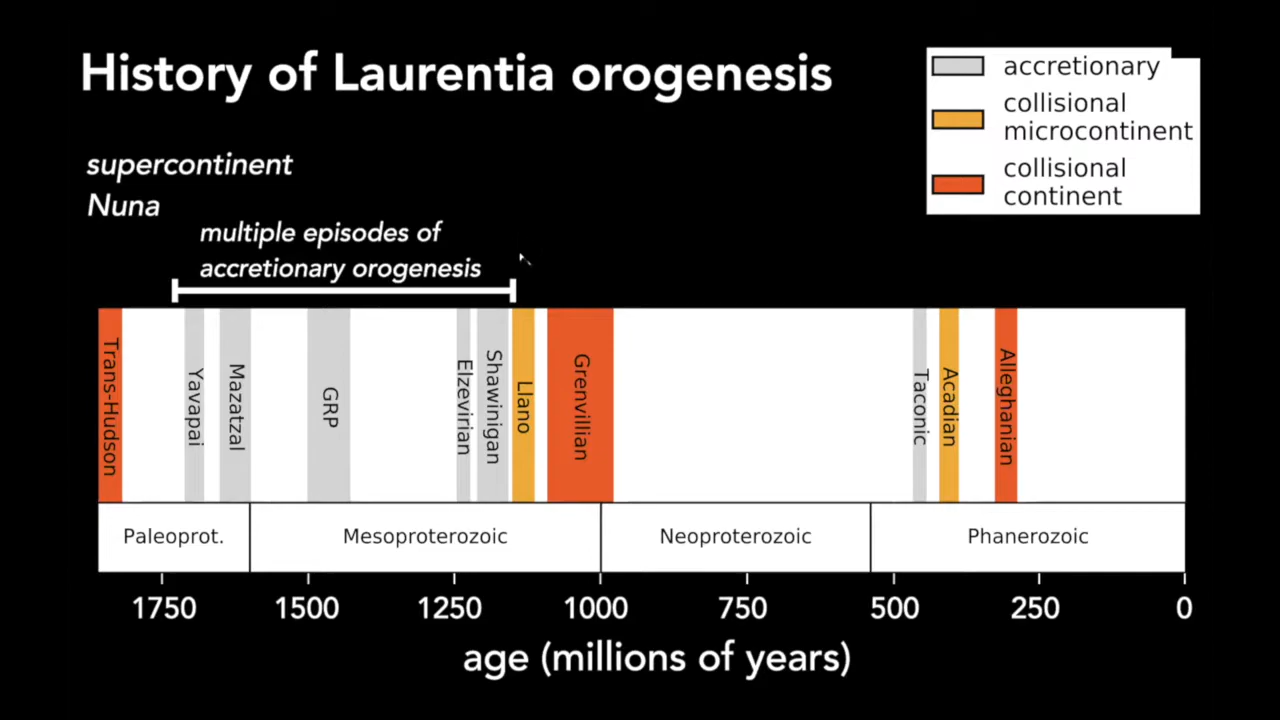 History of Laurentia orogenesis
accretionary
collisional
microcontinent
collisional
continent
supercontinent
Nuna
multiple episodes of
accretionary orogenesis
Trans-Hudson
Yavapai
Mazatzal
GRP
Elzevirian
Shawinigan
Llano
Grenvillian
Taconic
Acadian
Alleghanian
Paleoprot.
Mesoproterozoic
Neoproterozoic
Phanerozoic
1750
1500
1250
1000
750
500
250
0
age (millions of years)